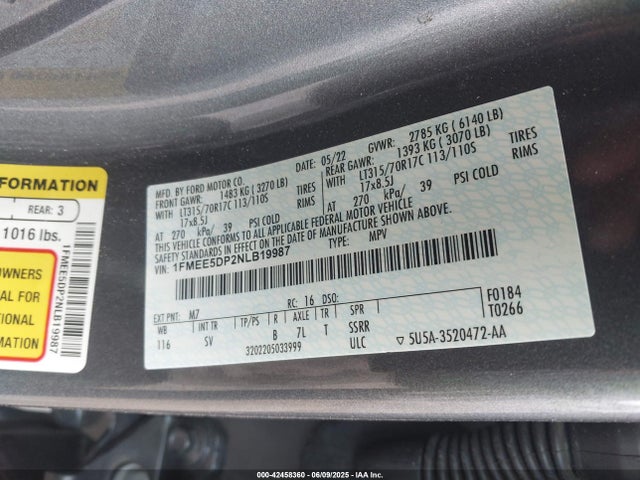 FORMATION
REAR: 3
1016 lbs.
1FMEE5DP2NLB19987
OWNERS
FOR
TIONAL
MATION
MFD. BY FORD MOTOR CO.
05/22
GVWR: 2785 KG ( 6140 LB)
FRONT GAWR: 1483 KG ( 3270 LB)
REAR GAWR: 1393 KG ( 3070 LB)
WITH LT315/70R17C 113/110S TIRES
WITH LT315/70R17C 113/110S TIRES
17x8.5J RIMS
17x8.5J RIMS
AT 270 kPa/ 39 PSI COLD
AT 270 kPa/ 39 PSI COLD
THIS VEHICLE CONFORMS TO ALL APPLICABLE FEDERAL MOTOR VEHICLE
SAFETY STANDARDS IN EFFECT ON THE DATE OF MANUFACTURE SHOWN ABOVE.
VIN: 1FMEE5DP2NLB19987
TYPE: MPV
EXT PNT: M7 RC: 16 DSO:
F0184
T0266
WB INT TR TP/PS R AXLE TR SPR
116 SV B 7L T SSRR
3202205033999 ULC
▽ 5U5A-3520472-AA
000-42458360 - 06/09/2025 - IAA Corp.